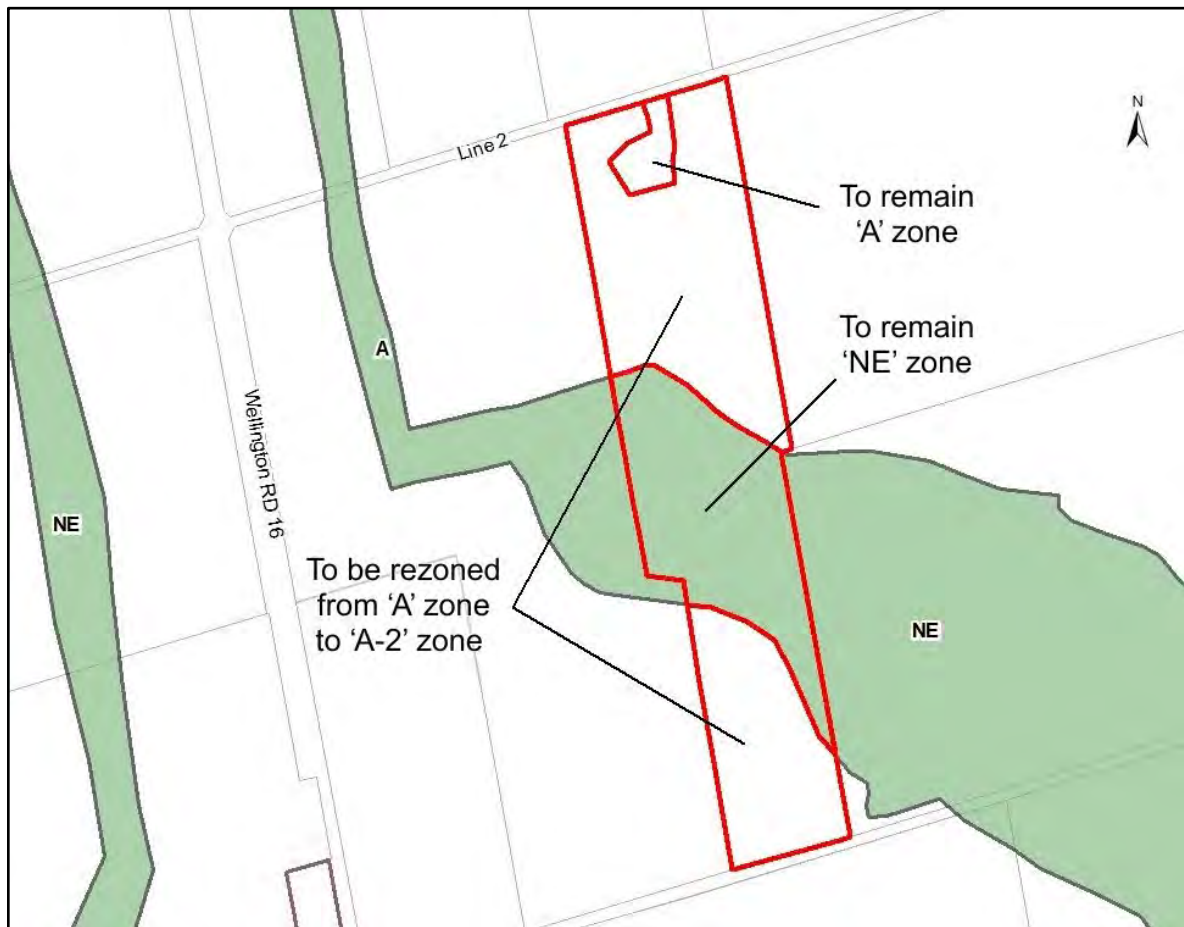 N
Line 2
To remain
‘A’ zone
To remain
‘NE’ zone
A
Wellington RD 16
NE
To be rezoned
from ‘A’ zone
to ‘A-2’ zone
NE